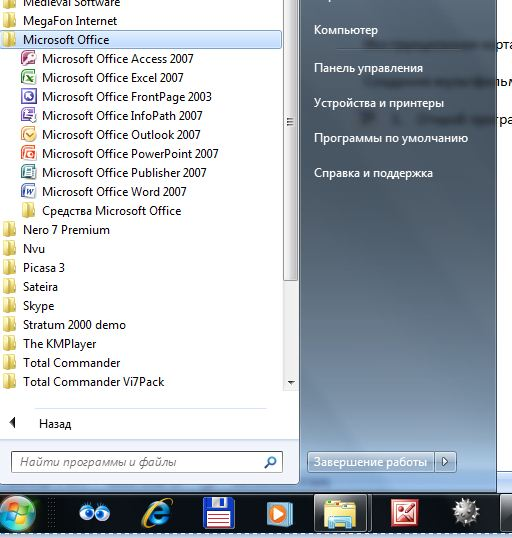 Medieval Software
MegaFon Internet
Microsoft Office
Microsoft Office Access 2007
Microsoft Office Excel 2007
Microsoft Office FrontPage 2003
Microsoft Office InfoPath 2007
Microsoft Office Outlook 2007
Microsoft Office PowerPoint 2007
Microsoft Office Publisher 2007
Microsoft Office Word 2007
Средства Microsoft Office
Nero 7 Premium
Nvu
Picasa 3
Sateira
Skype
Stratum 2000 demo
The KMPlayer
Total Commander
Total Commander Vi7Pack
Назад
Найти программы и файлы
Компьютер
Панель управления
Устройства и принтеры
Программы по умолчанию
Справка и поддержка
Завершение работы